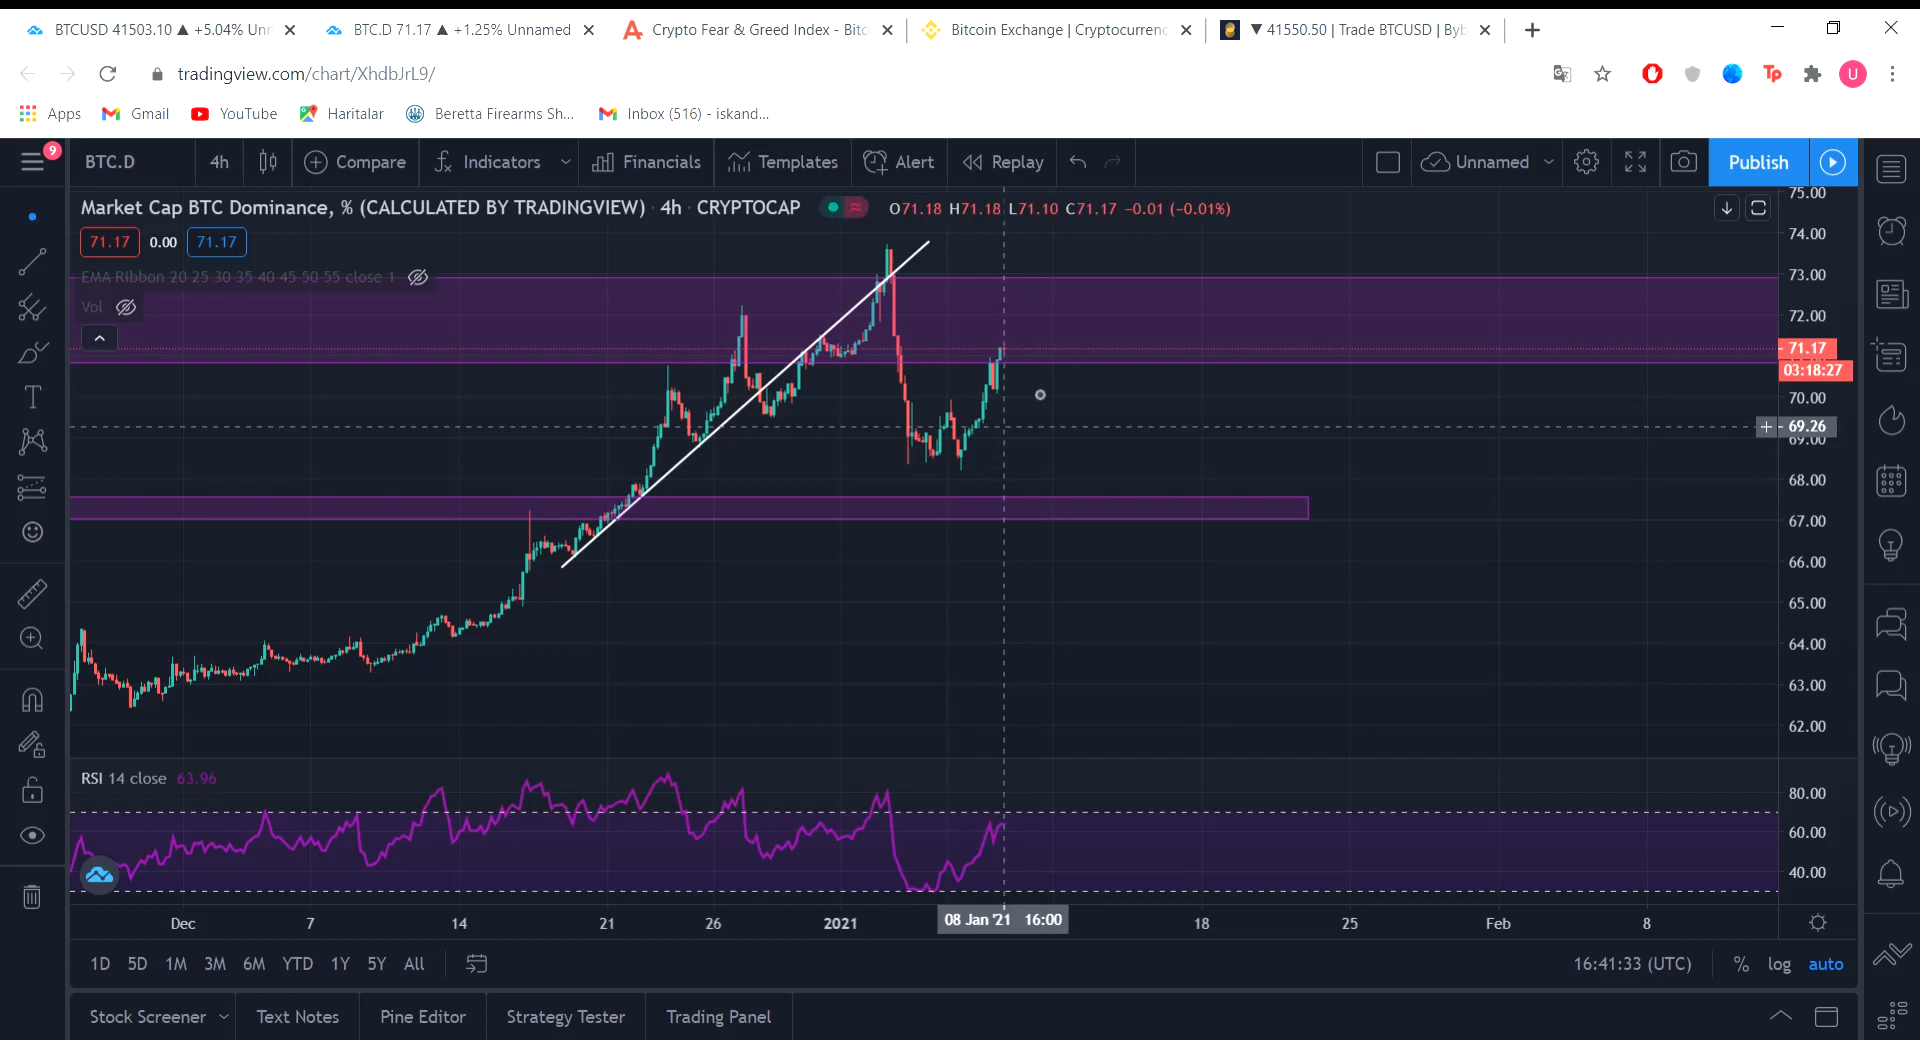 BTCUSD 41503.10 ▲ +5.04% Unn
BTC.D 71.17 ▲ +1.25% Unnamed
Crypto Fear & Greed Index - Bitc
Bitcoin Exchange | Cryptocurrenc
▼ 41550.50 | Trade BTCUSD | Byb
tradingview.com/chart/XhdbJrL9/
Tp
U
Apps
Gmail
YouTube
Haritalar
Beretta Firearms Sh...
Inbox (516) - iskand...
9
BTC.D
4h
Compare
Indicators
Financials
Templates
Alert
Replay
Unnamed
Publish
Market Cap BTC Dominance, % (CALCULATED BY TRADINGVIEW) · 4h · CRYPTOCAP
O71.18 H71.18 L71.10 C71.17 −0.01 (−0.01%)
71.17 0.00 71.17
EMA RIbbon 20 25 30 35 40 45 50 55 close 1
Vol
75.00
74.00
73.00
72.00
71.17
03:18:27
70.00
69.26
69.00
68.00
67.00
66.00
65.00
64.00
63.00
62.00
RSI 14 close 63.96
80.00
60.00
40.00
Dec 7 14 21 26 2021 08 Jan '21 16:00 18 25 Feb 8
1D 5D 1M 3M 6M YTD 1Y 5Y All
16:41:33 (UTC) % log auto
Stock Screener
Text Notes
Pine Editor
Strategy Tester
Trading Panel